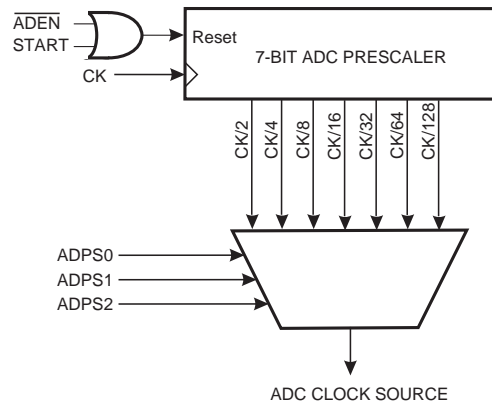 ADEN
START
Reset
7-BIT ADC PRESCALER
CK
CK/2
CK/4
CK/8
CK/16
CK/32
CK/64
CK/128
ADPS0
ADPS1
ADPS2
ADC CLOCK SOURCE